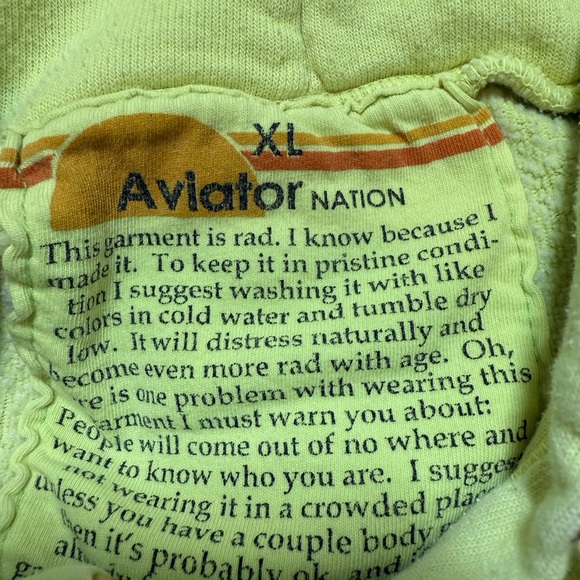 XL
Aviator NATION
This garment is rad. I know because I
made it. To keep it in pristine condi-
tion I suggest washing it with like
colors in cold water and tumble dry
low. It will distress naturally and
become even more rad with age. Oh,
is one problem with wearing this
garment I must warn you about:
People will come out of no where and
want to know who you are. I suggest
not wearing it in a crowded place
unless you have a couple body
then it's probably ok, and